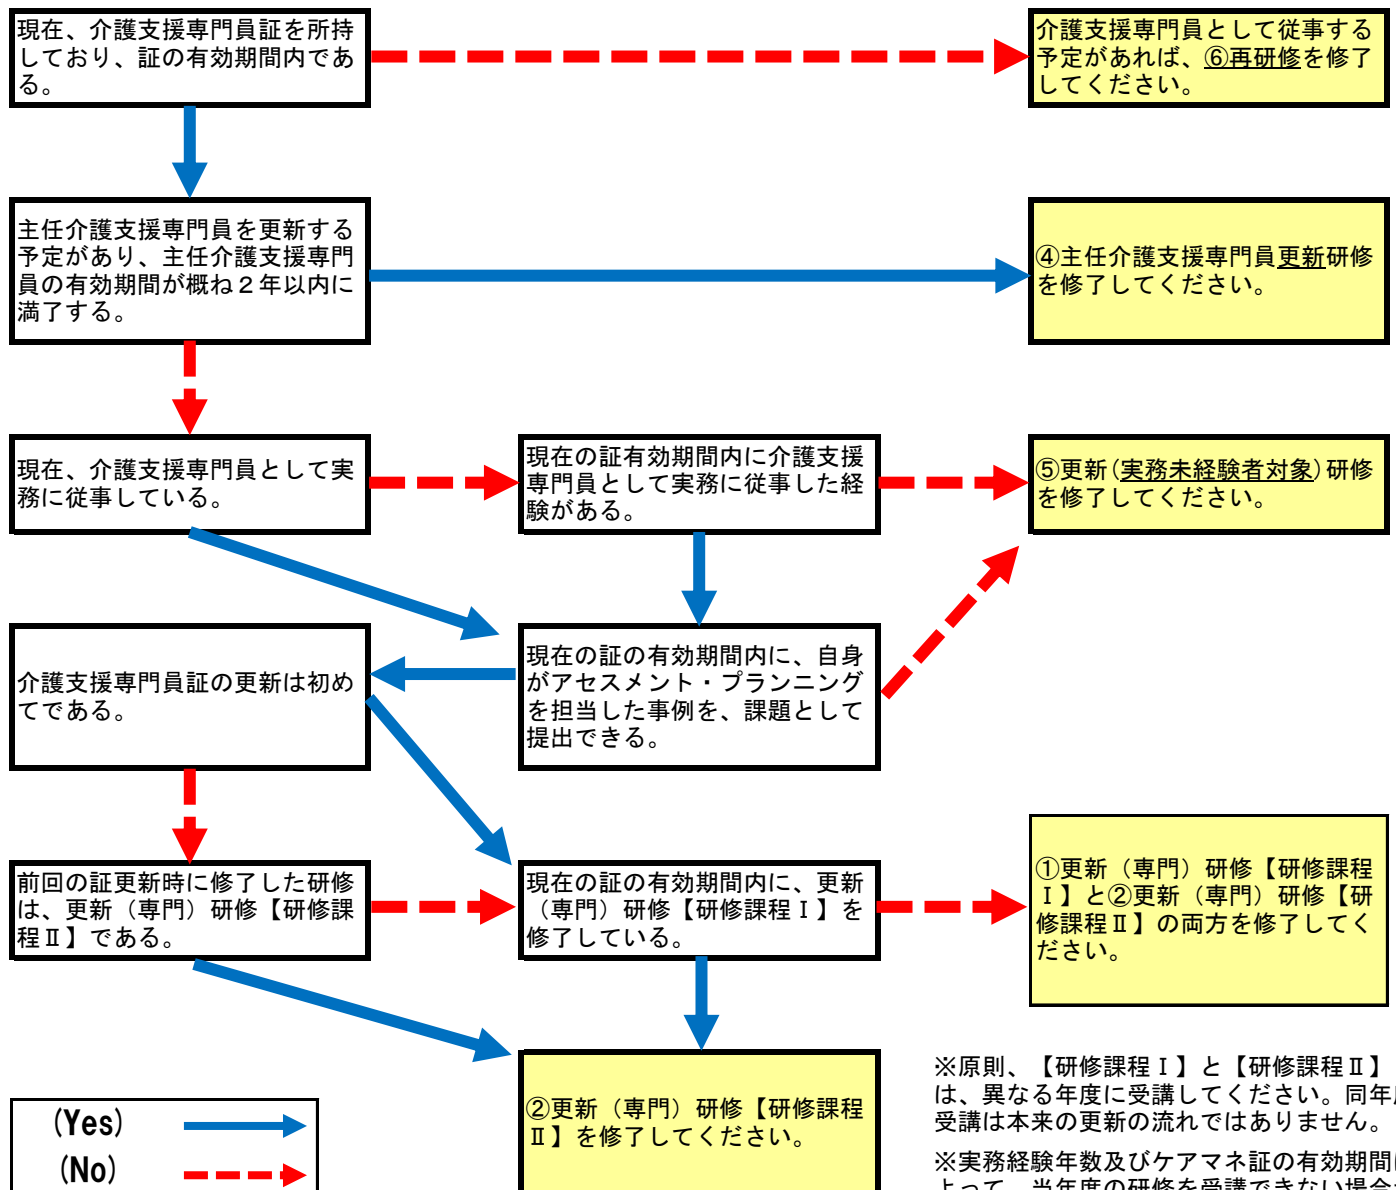 現在、介護支援専門員証を所持
しており、証の有効期間内であ
る。
介護支援専門員として従事する
予定があれば、⑥再研修を修了
してください。
主任介護支援専門員を更新する
予定があり、主任介護支援専門
員の有効期間が概ね２年以内に
満了する。
④主任介護支援専門員更新研修
を修了してください。
現在、介護支援専門員として実
務に従事している。
現在の証有効期間内に介護支援
専門員として実務に従事した経
験がある。
⑤更新(実務未経験者対象)研修
を修了してください。
介護支援専門員証の更新は初め
てである。
現在の証の有効期間内に、自身
がアセスメント・プランニング
を担当した事例を、課題として
提出できる。
前回の証更新時に修了した研修
は、更新（専門）研修【研修課
程Ⅱ】である。
現在の証の有効期間内に、更新
（専門）研修【研修課程Ⅰ】を
修了している。
①更新（専門）研修【研修課程
Ⅰ】と②更新（専門）研修【研
修課程Ⅱ】の両方を修了してく
ださい。
②更新（専門）研修【研修課程
Ⅱ】を修了してください。
※原則、【研修課程Ⅰ】と【研修課程Ⅱ】
は、異なる年度に受講してください。同年
受講は本来の更新の流れではありません。
※実務経験年数及びケアマネ証の有効期間
よって、当年度の研修を受講できない場合
(Yes)
(No)